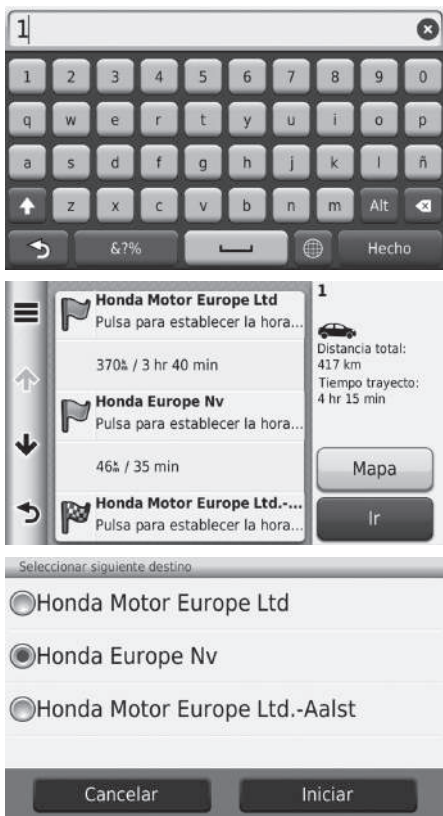 1
1 2 3 4 5 6 7 8 9 0
q w e r t y u i o p
a s d f g h j k l ñ
z x c v b n m Alt
&?% Hecho
Honda Motor Europe Ltd
Pulsa para establecer la hora...
370㎞ / 3 hr 40 min
Honda Europe Nv
Pulsa para establecer la hora...
46㎞ / 35 min
Honda Motor Europe Ltd.-...
Pulsa para establecer la hora...
1
Distancia total:
417 km
Tiempo trayecto:
4 hr 15 min
Mapa
Ir
Seleccionar siguiente destino
Honda Motor Europe Ltd
Honda Europe Nv
Honda Motor Europe Ltd.-Aalst
Cancelar Iniciar